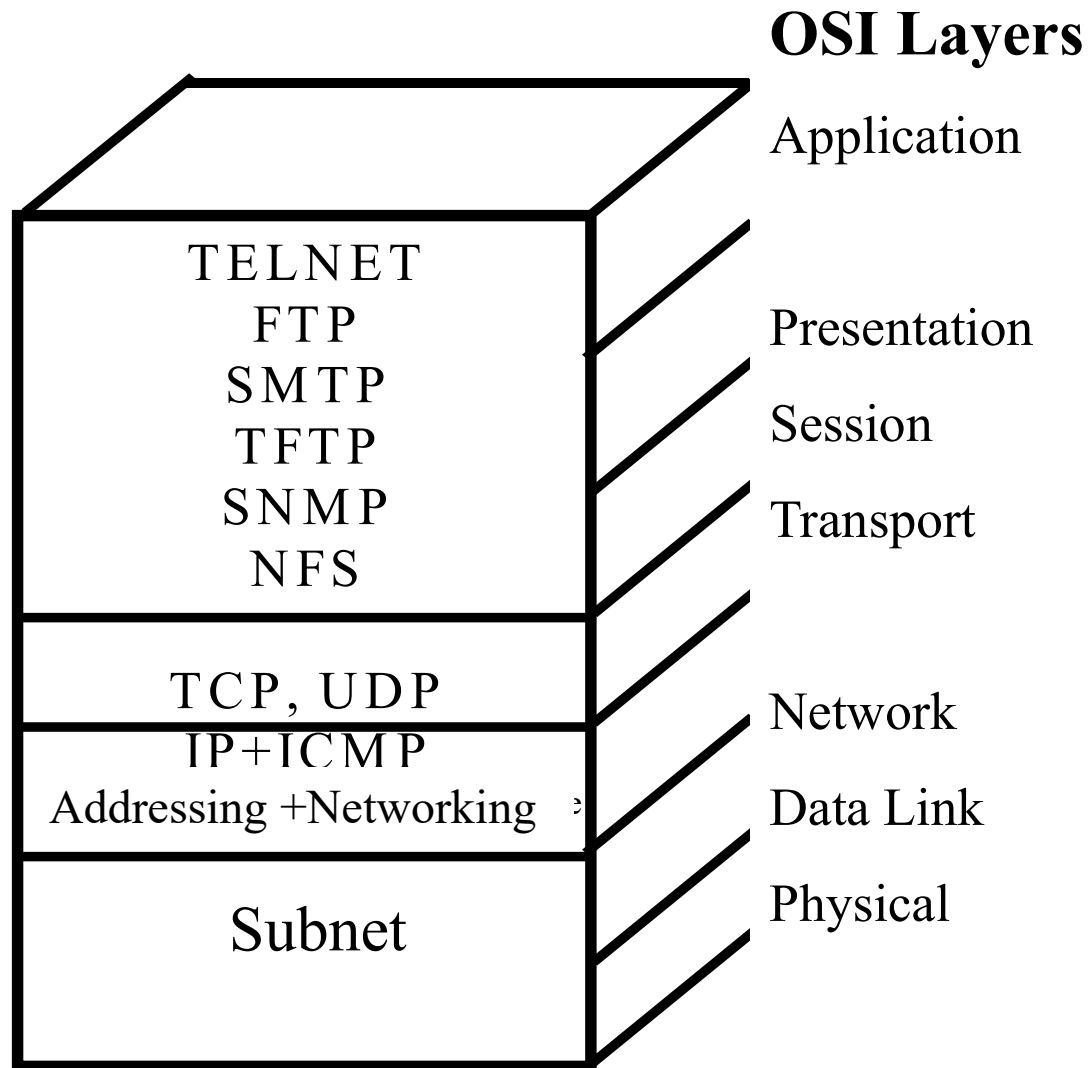 OSI Layers
Application
TELNET
FTP
SMTP
TFTP
SNMP
NFS
Presentation
Session
Transport
TCP, UDP
IP+ICMP
Addressing +Networking
Network
Data Link
Physical
Subnet